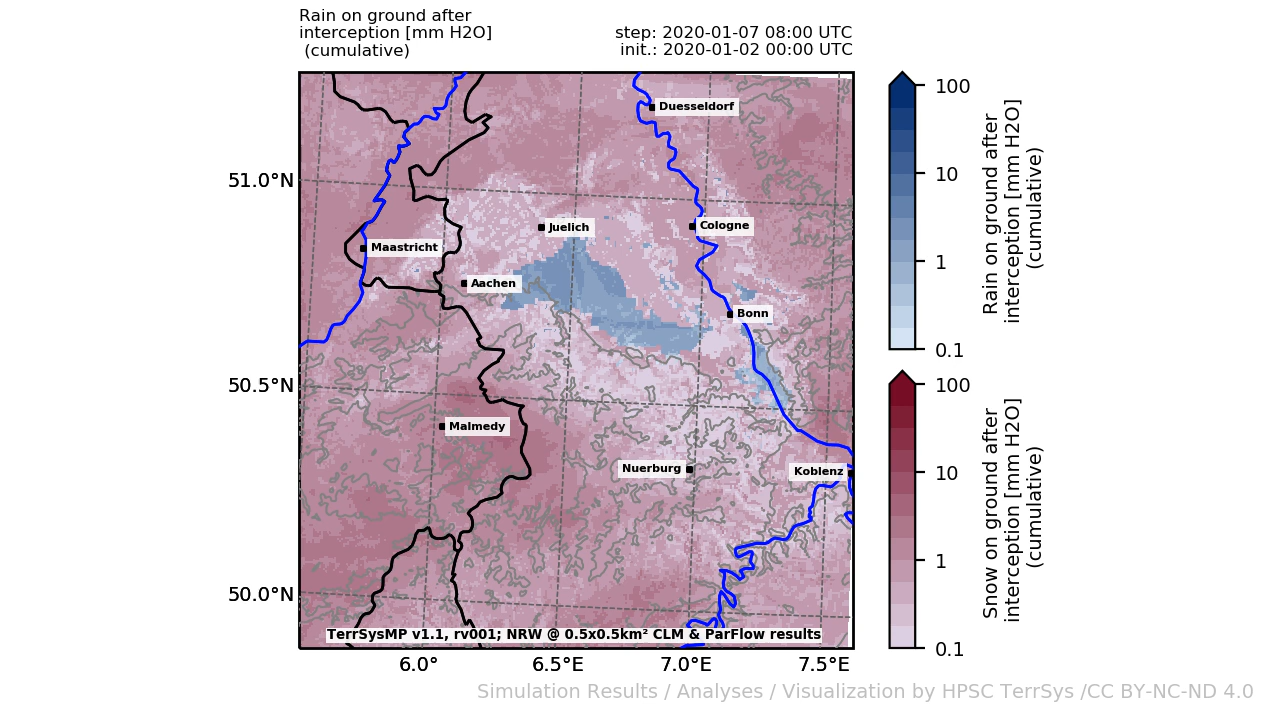 Rain on ground after
interception [mm H2O]
(cumulative)
step: 2020-01-07 08:00 UTC
init.: 2020-01-02 00:00 UTC
Duesseldorf
51.0°N
Juelich
Cologne
Maastricht
Aachen
Bonn
50.5°N
Malmedy
Nuerburg
Koblenz
50.0°N
TerrSysMP v1.1, rv001; NRW @ 0.5x0.5km² CLM & ParFlow results
6.0°
6.5°E
7.0°E
7.5°E
100
10
1
0.1
Rain on ground after
interception [mm H2O]
(cumulative)
100
10
1
0.1
Snow on ground after
interception [mm H2O]
(cumulative)
Simulation Results / Analyses / Visualization by HPSC TerrSys /CC BY-NC-ND 4.0